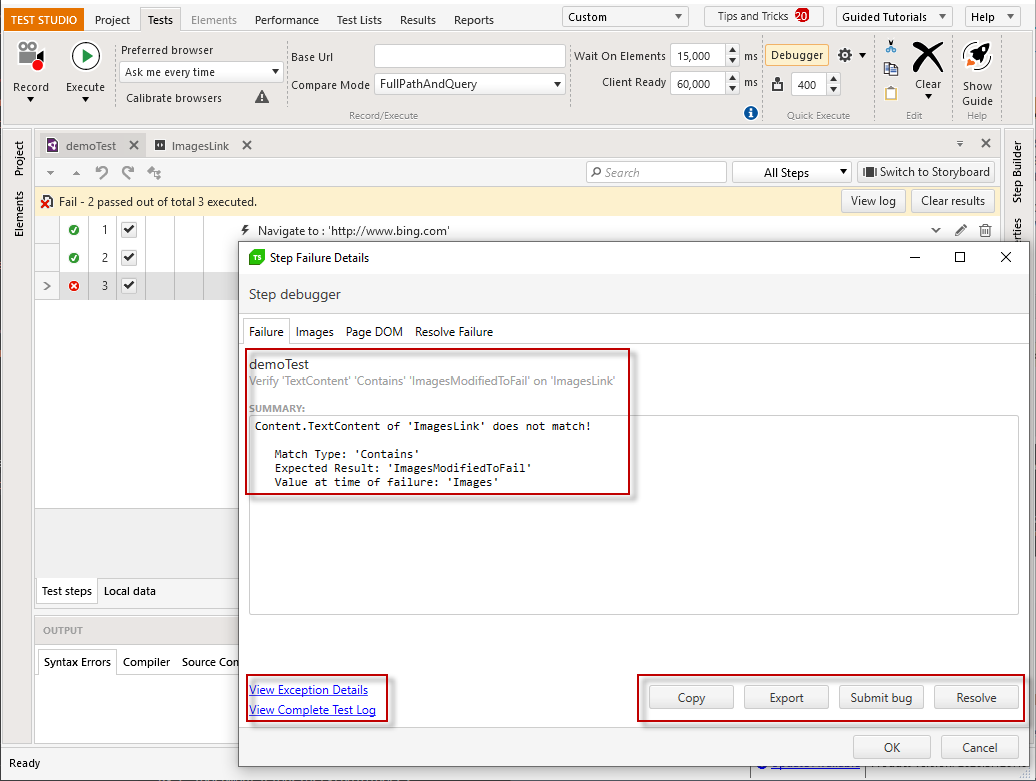 TEST STUDIO Project Tests Elements Performance Test Lists Results Reports Custom Tips and Tricks 20 Guided Tutorials Help
Record
Execute
Preferred browser
Ask me every time
Calibrate browsers
Base Url
Compare Mode FullPathAndQuery
Record/Execute
Wait On Elements 15,000 ms
Client Ready 60,000 ms
Debugger
400
Quick Execute
Clear
Edit
Show
Guide
Help
Project
Elements
demoTest
ImagesLink
Step Builder
erties
Search
All Steps
Switch to Storyboard
Fail - 2 passed out of total 3 executed.
View log
Clear results
1 Navigate to : 'http://www.bing.com'
2
3
TS Step Failure Details
Step debugger
Failure Images Page DOM Resolve Failure
demoTest
Verify 'TextContent' 'Contains' 'ImagesModifiedToFail' on 'ImagesLink'
SUMMARY:
Content.TextContent of 'ImagesLink' does not match!
Match Type: 'Contains'
Expected Result: 'ImagesModifiedToFail'
Value at time of failure: 'Images'
View Exception Details
View Complete Test Log
Copy Export Submit bug Resolve
OK Cancel
Test steps Local data
OUTPUT
Syntax Errors Compiler Source Con
Ready